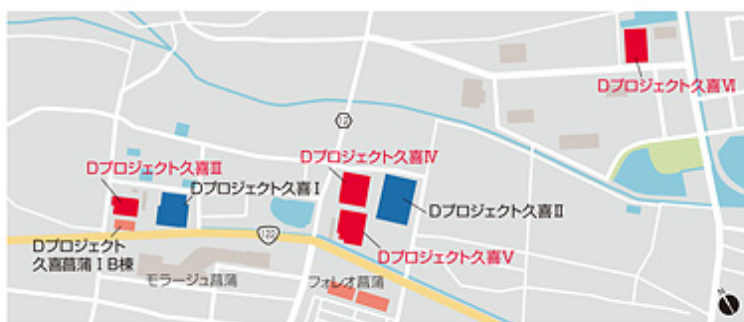 Dプロジェクト久喜Ⅵ
12
Dプロジェクト久喜Ⅳ
Dプロジェクト久喜Ⅲ
Dプロジェクト久喜Ⅰ
Dプロジェクト久喜Ⅱ
Dプロジェクト
久喜菖蒲ⅠB棟
122
Dプロジェクト久喜Ⅴ
モラージュ菖蒲
フォレオ菖蒲